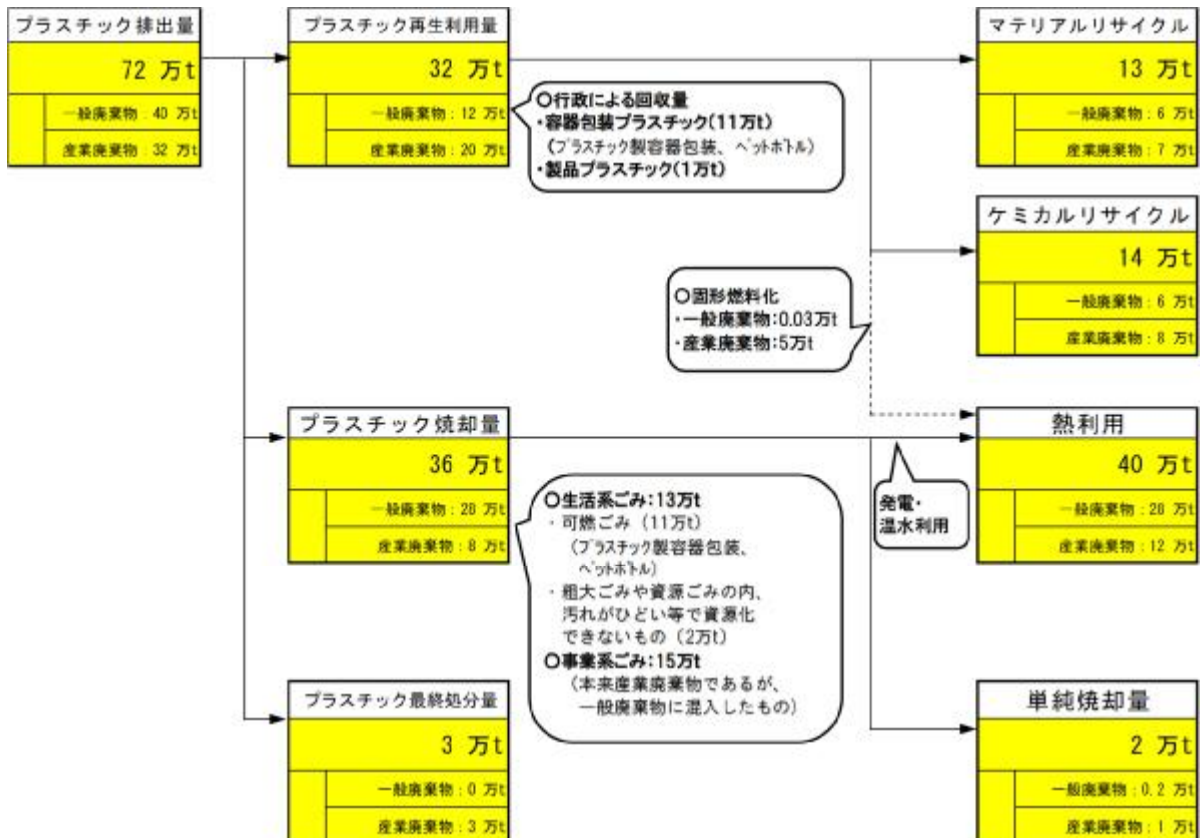 プラスチック排出量
72 万t
一般廃棄物：40 万t
産業廃棄物：32 万t
プラスチック再生利用量
32 万t
一般廃棄物：12 万t
産業廃棄物：20 万t
〇行政による回収量
・容器包装プラスチック(11万t)
(プラスチック製容器包装、ペットボトル)
・製品プラスチック(1万t)
マテリアルリサイクル
13 万t
一般廃棄物：6 万t
産業廃棄物：7 万t
ケミカルリサイクル
14 万t
一般廃棄物：6 万t
産業廃棄物：8 万t
〇固形燃料化
・一般廃棄物：0.03万t
・産業廃棄物：5万t
プラスチック焼却量
36 万t
一般廃棄物：28 万t
産業廃棄物：8 万t
〇生活系ごみ：13万t
・可燃ごみ（11万t）
（プラスチック製容器包装、
ペットボトル）
・粗大ごみや資源ごみの内、
汚れがひどい等で資源化
できないもの（2万t）
〇事業系ごみ：15万t
（本来産業廃棄物であるが、
一般廃棄物に混入したもの）
発電・
温水利用
熱利用
40 万t
一般廃棄物：28 万t
産業廃棄物：12 万t
プラスチック最終処分量
3 万t
一般廃棄物：0 万t
産業廃棄物：3 万t
単純焼却量
2 万t
一般廃棄物：0.2 万t
産業廃棄物：1 万t